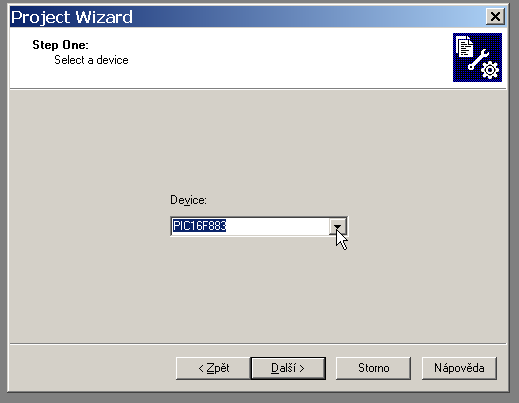 Project Wizard
Step One:
Select a device
Device:
PIC16F883
< Zpět
Další >
Storno
Nápověda